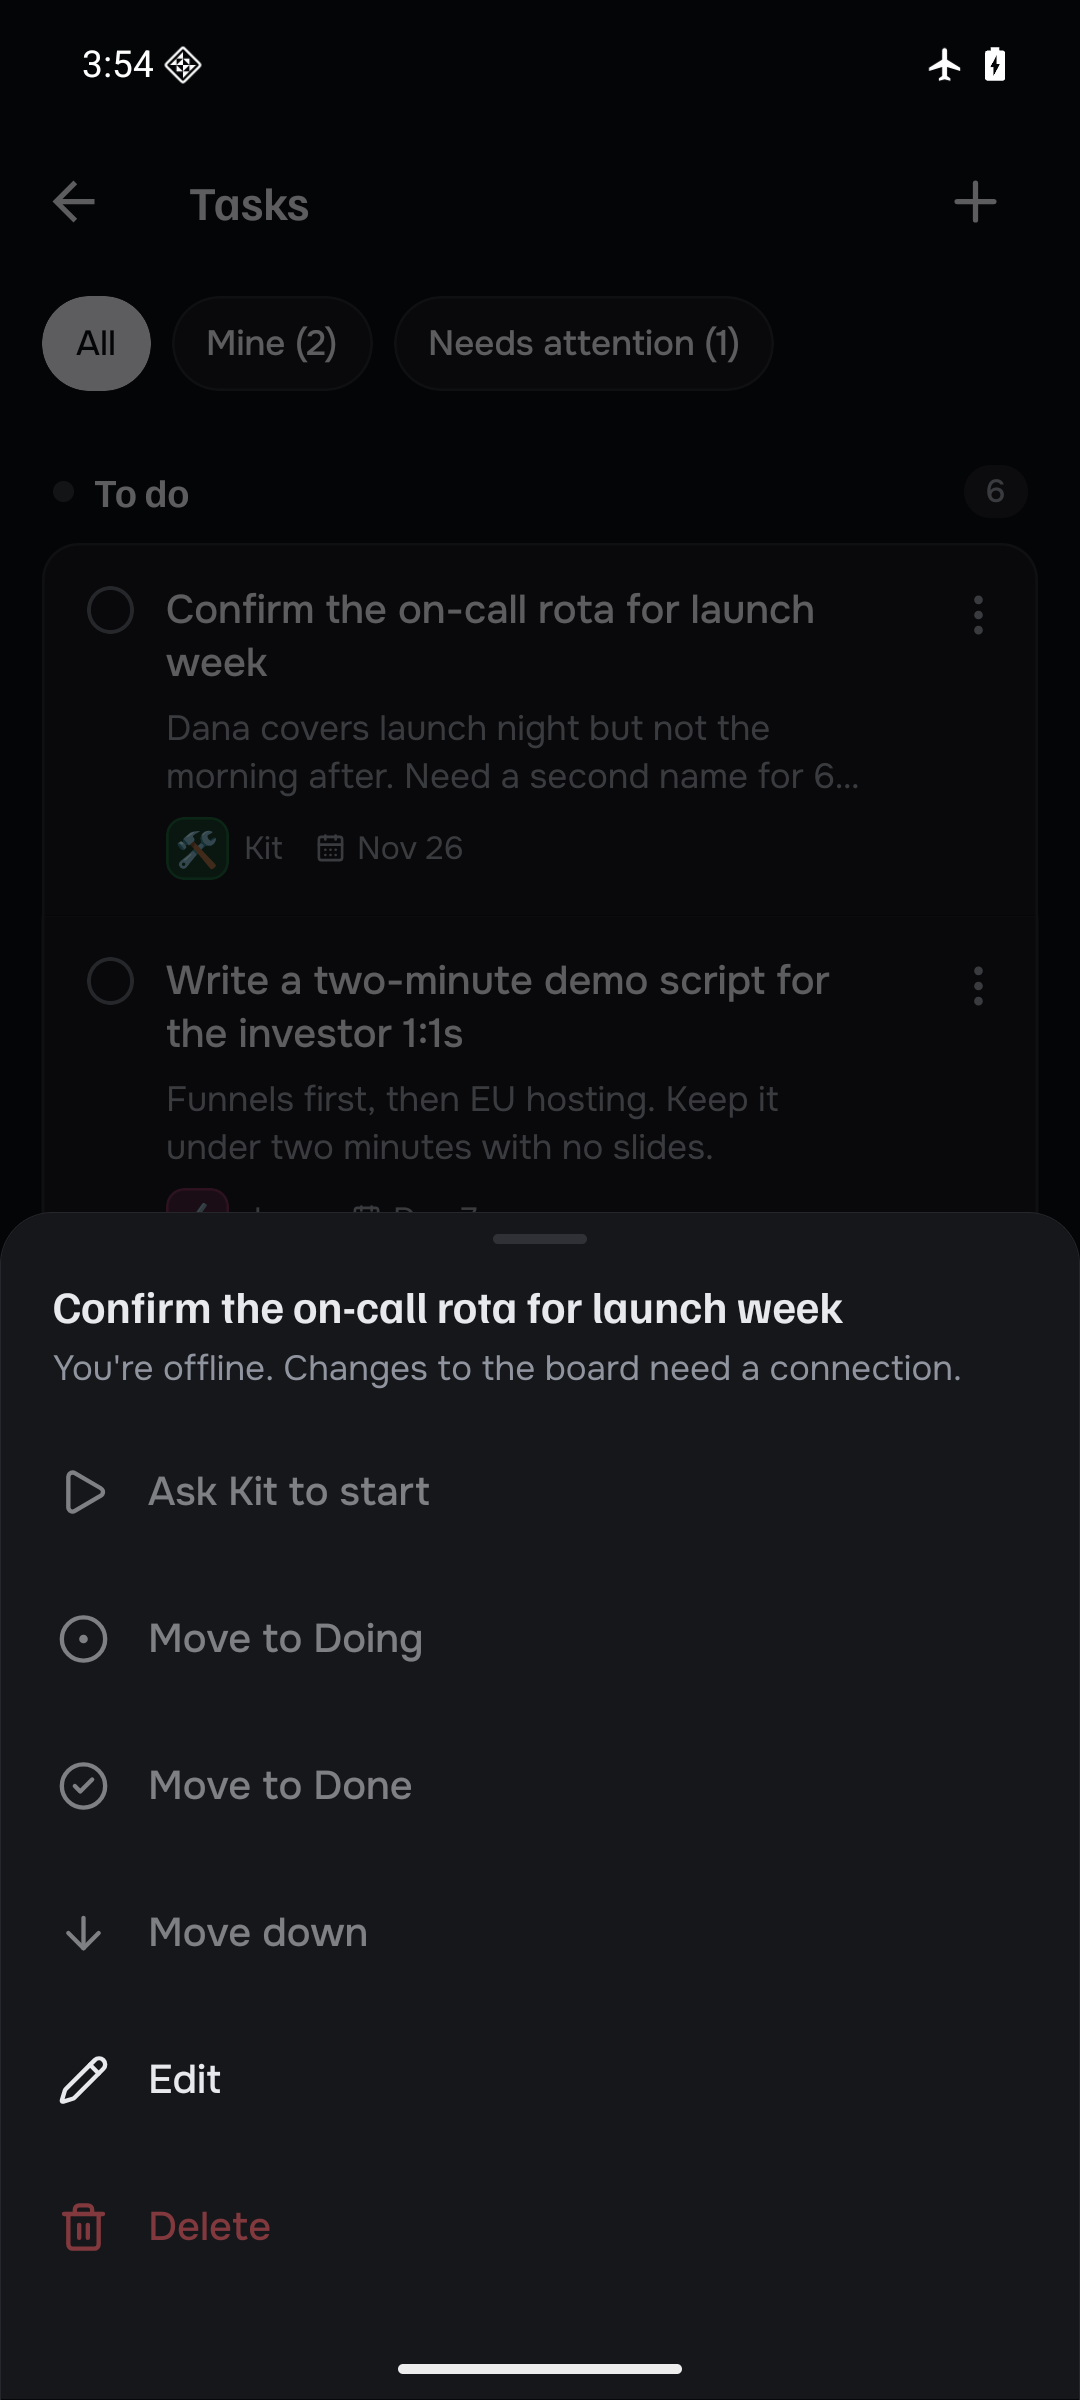 3:54
Tasks
All
Mine (2)
Needs attention (1)
To do
6
Confirm the on-call rota for launch
week
Dana covers launch night but not the
morning after. Need a second name for 6...
Kit
Nov 26
Write a two-minute demo script for
the investor 1:1s
Funnels first, then EU hosting. Keep it
under two minutes with no slides.
Confirm the on-call rota for launch week
You're offline. Changes to the board need a connection.
Ask Kit to start
Move to Doing
Move to Done
Move down
Edit
Delete